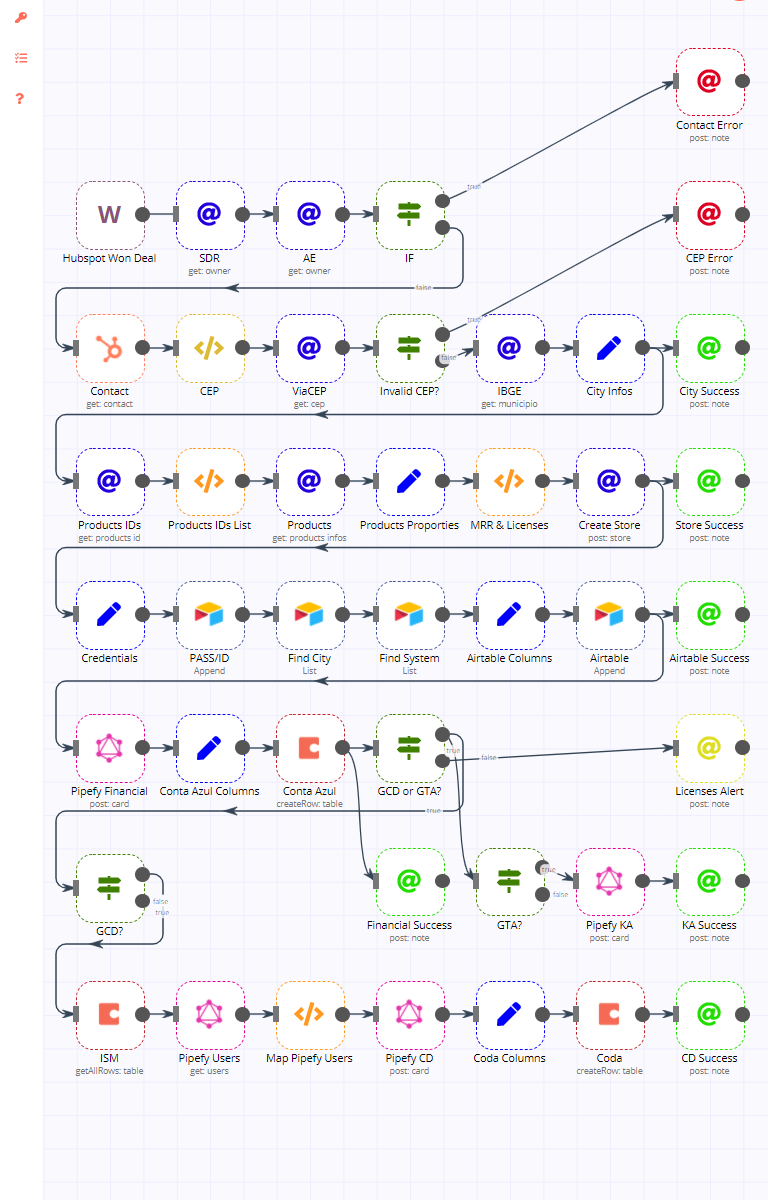 ?
Contact Error
post: note
true
W
Hubspot Won Deal
SDR
get: owner
AE
get: owner
IF
CEP Error
post: note
false
true
false
Contact
get: contact
CEP
ViaCEP
get: cep
Invalid CEP?
IBGE
get: municipio
City Infos
City Success
post: note
Products IDs
get: products id
Products IDs List
Products
get: products infos
Products Proporties
MRR & Licenses
Create Store
post: store
Store Success
post: note
Credentials
PASS/ID
Append
Find City
List
Find System
List
Airtable Columns
Airtable
Append
Airtable Success
post: note
true
false
Pipefy Financial
post: card
Conta Azul Columns
Conta Azul
createRow: table
GCD or GTA?
Licenses Alert
post: note
true
true
false
false
true
GCD?
Financial Success
post: note
GTA?
Pipefy KA
post: card
KA Success
post: note
ISM
getAllRows: table
Pipefy Users
get: users
Map Pipefy Users
Pipefy CD
post: card
Coda Columns
Coda
createRow: table
CD Success
post: note